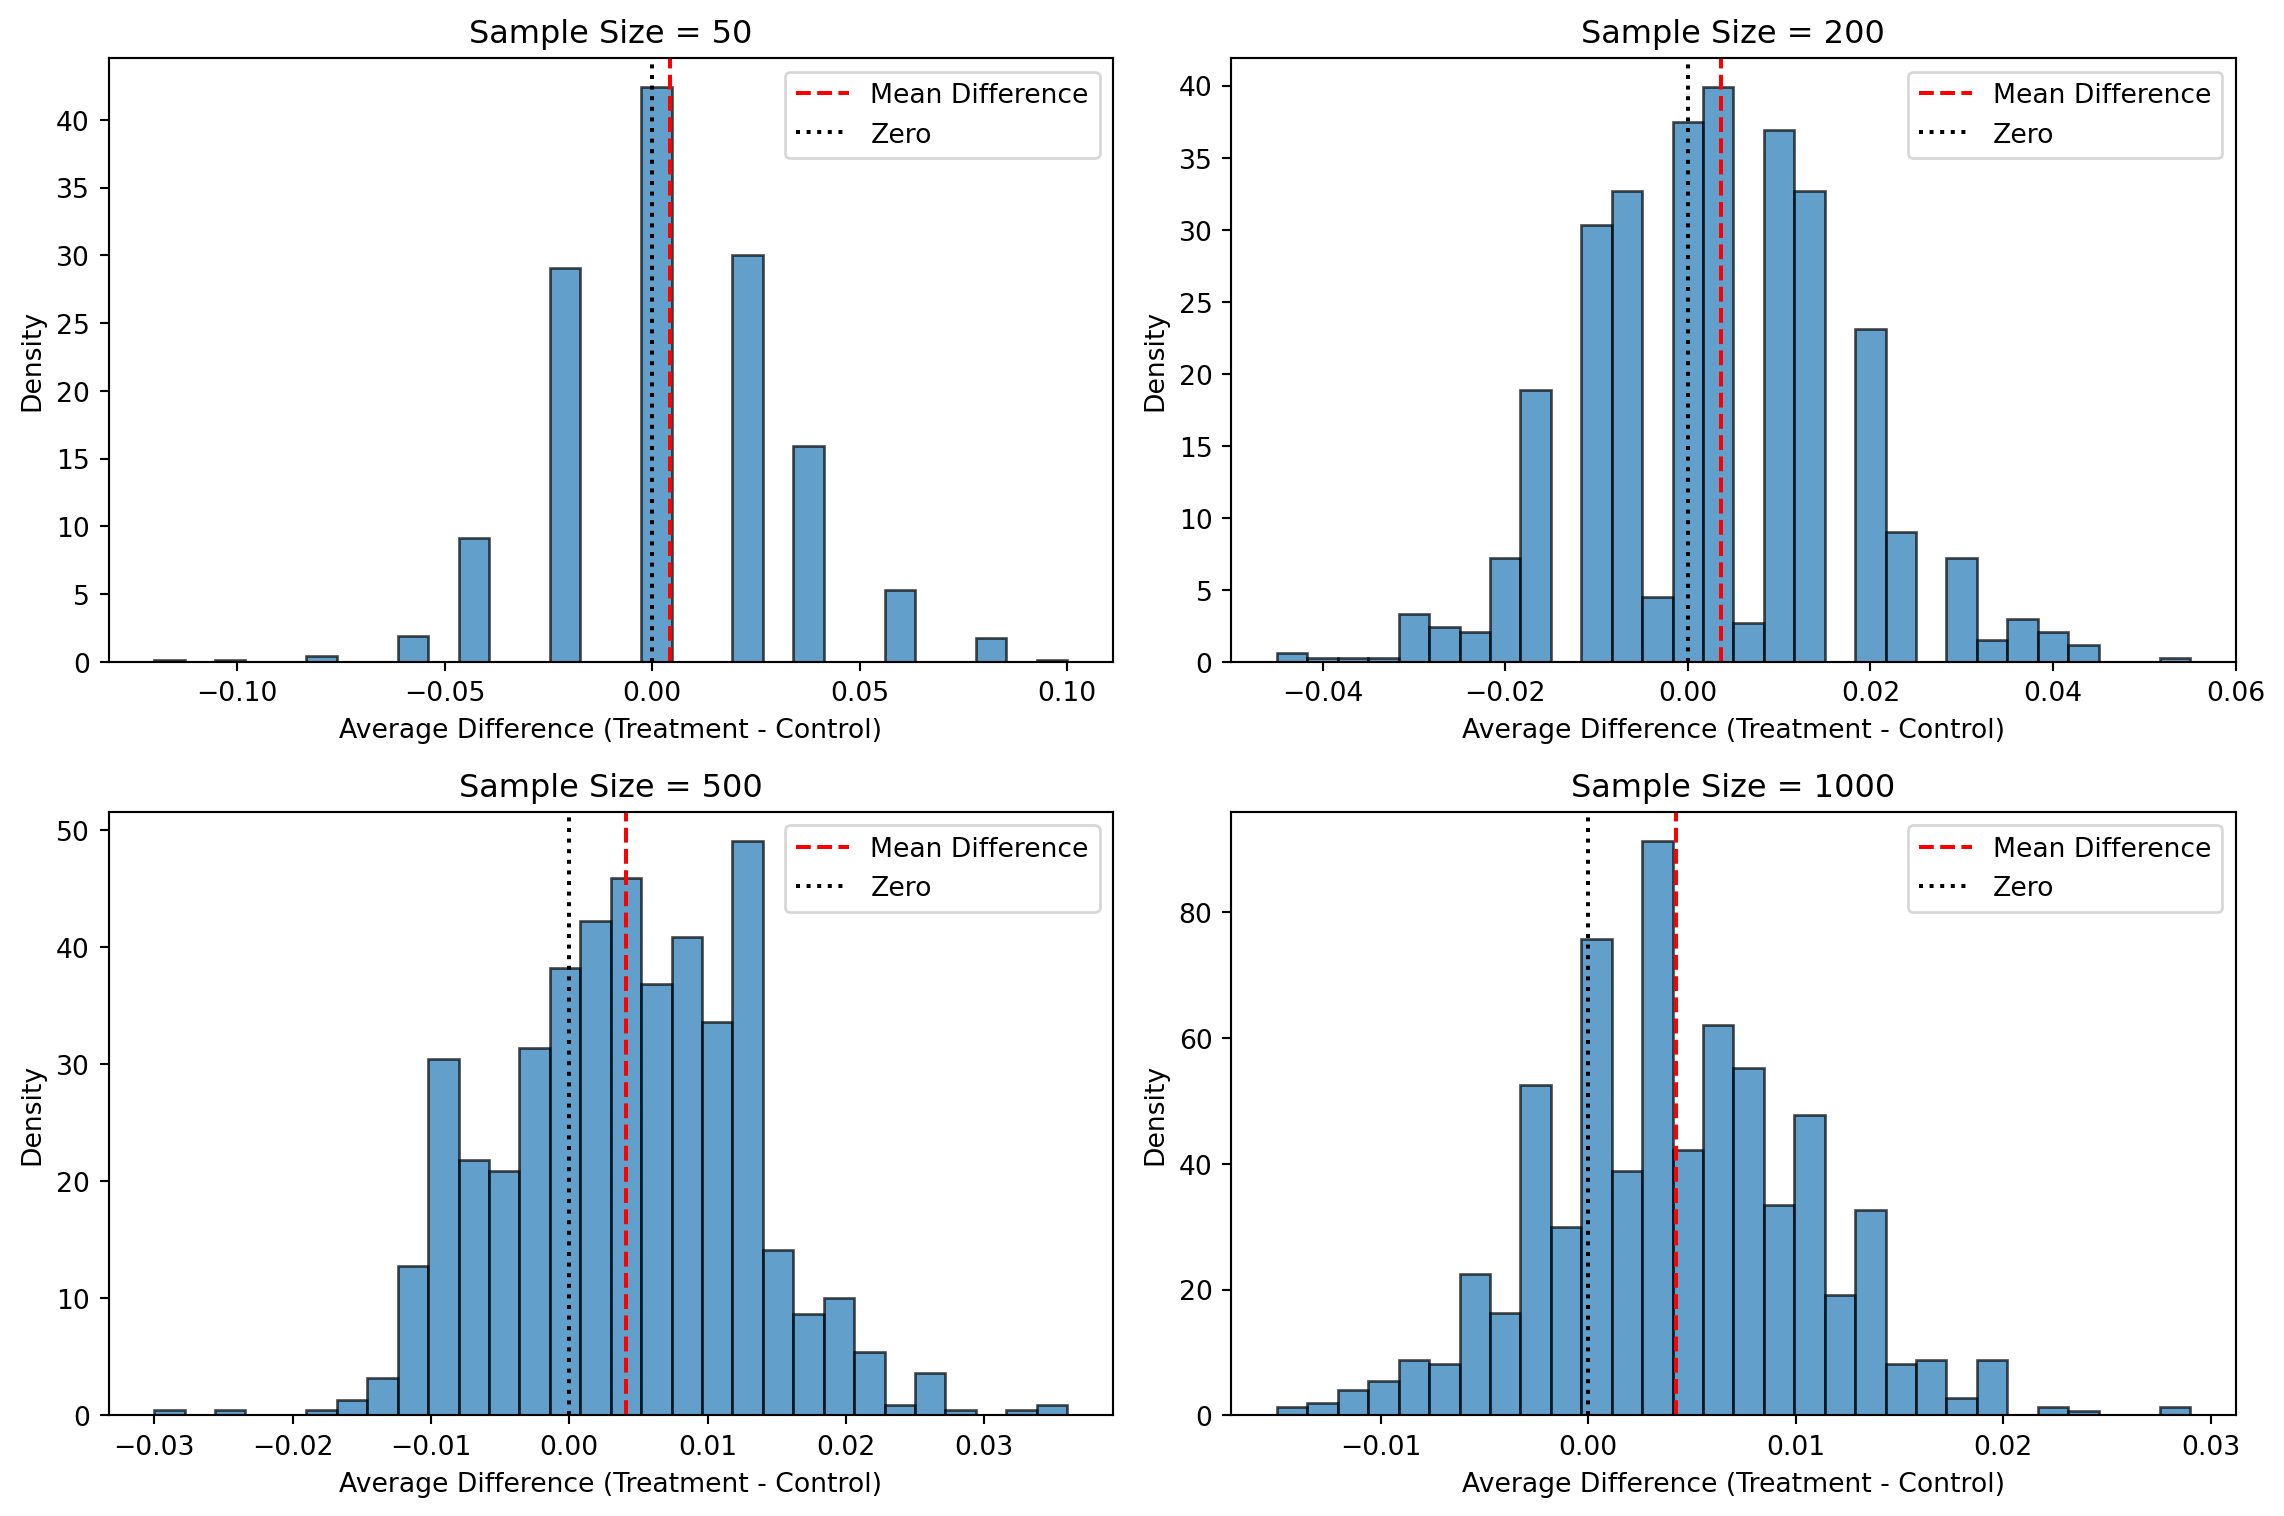 Sample Size = 50
Mean Difference
Zero
40
35
30
25
20
15
10
5
0
Density
−0.10
−0.05
0.00
0.05
0.10
Average Difference (Treatment - Control)
Sample Size = 200
Mean Difference
Zero
40
35
30
25
20
15
10
5
0
Density
−0.04
−0.02
0.00
0.02
0.04
0.06
Average Difference (Treatment - Control)
Sample Size = 500
Mean Difference
Zero
50
40
30
20
10
0
Density
−0.03
−0.02
−0.01
0.00
0.01
0.02
0.03
Average Difference (Treatment - Control)
Sample Size = 1000
Mean Difference
Zero
80
60
40
20
0
Density
−0.01
0.00
0.01
0.02
0.03
Average Difference (Treatment - Control)